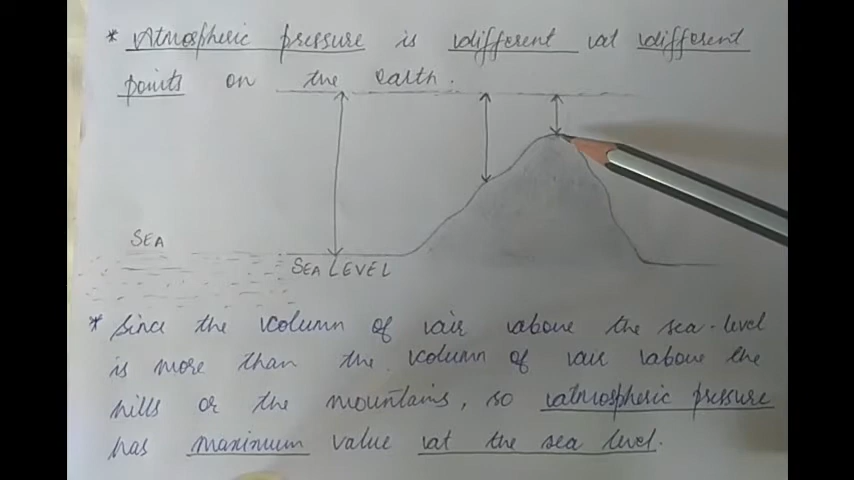 * Atmospheric pressure is different at different
points on the earth.
SEA
SEA LEVEL
* Since the column of air above the sea-level
is more than the column of air above the
hills or the mountains, so atmospheric pressure
has maximum value at the sea level.